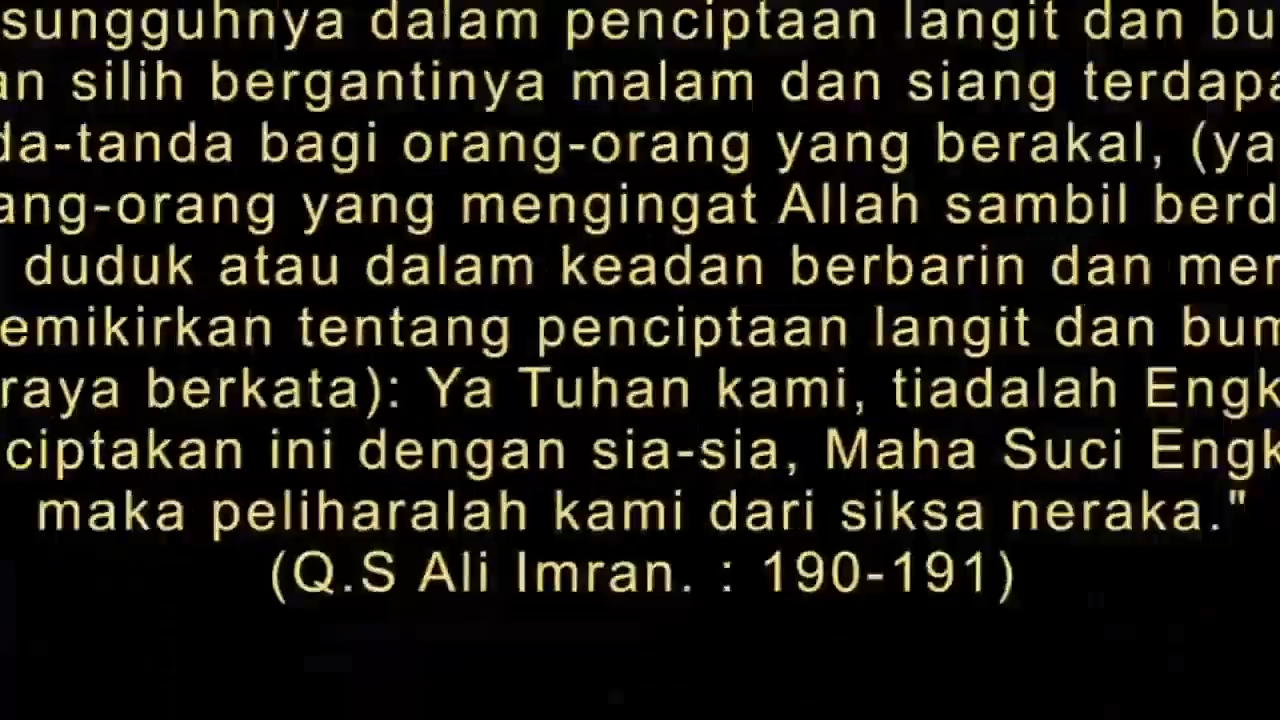 sungguhnya dalam penciptaan langit dan bu
an silih bergantinya malam dan siang terdapa
da-tanda bagi orang-orang yang berakal, (ya
ang-orang yang mengingat Allah sambil berd
duduk atau dalam keadan berbarin dan mer
emikirkan tentang penciptaan langit dan bum
raya berkata): Ya Tuhan kami, tiadalah Engk
ciptakan ini dengan sia-sia, Maha Suci Engk
maka peliharalah kami dari siksa neraka."
(Q.S Ali Imran. : 190-191)